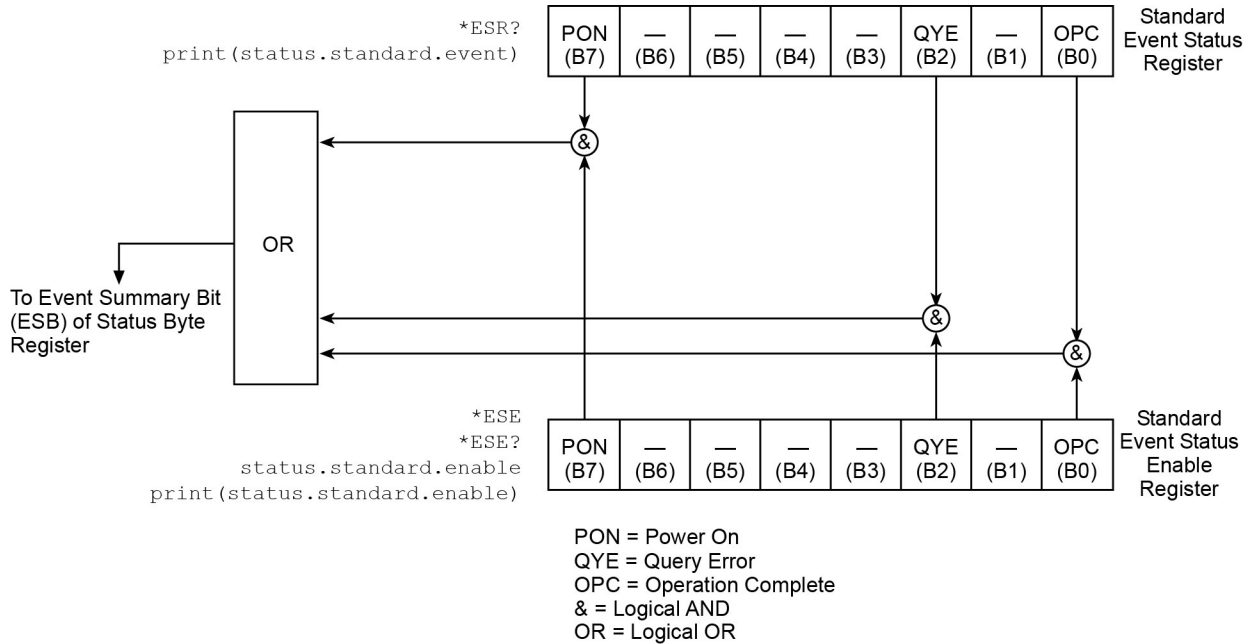 *ESR?
print(status.standard.event)
PON — — — — QYE — OPC
(B7) (B6) (B5) (B4) (B3) (B2) (B1) (B0)
Standard
Event Status
Register
&
OR
&
&
To Event Summary Bit
(ESB) of Status Byte
Register
*ESE
*ESE?
status.standard.enable
print(status.standard.enable)
PON — — — — QYE — OPC
(B7) (B6) (B5) (B4) (B3) (B2) (B1) (B0)
Standard
Event Status
Enable
Register
PON = Power On
QYE = Query Error
OPC = Operation Complete
& = Logical AND
OR = Logical OR